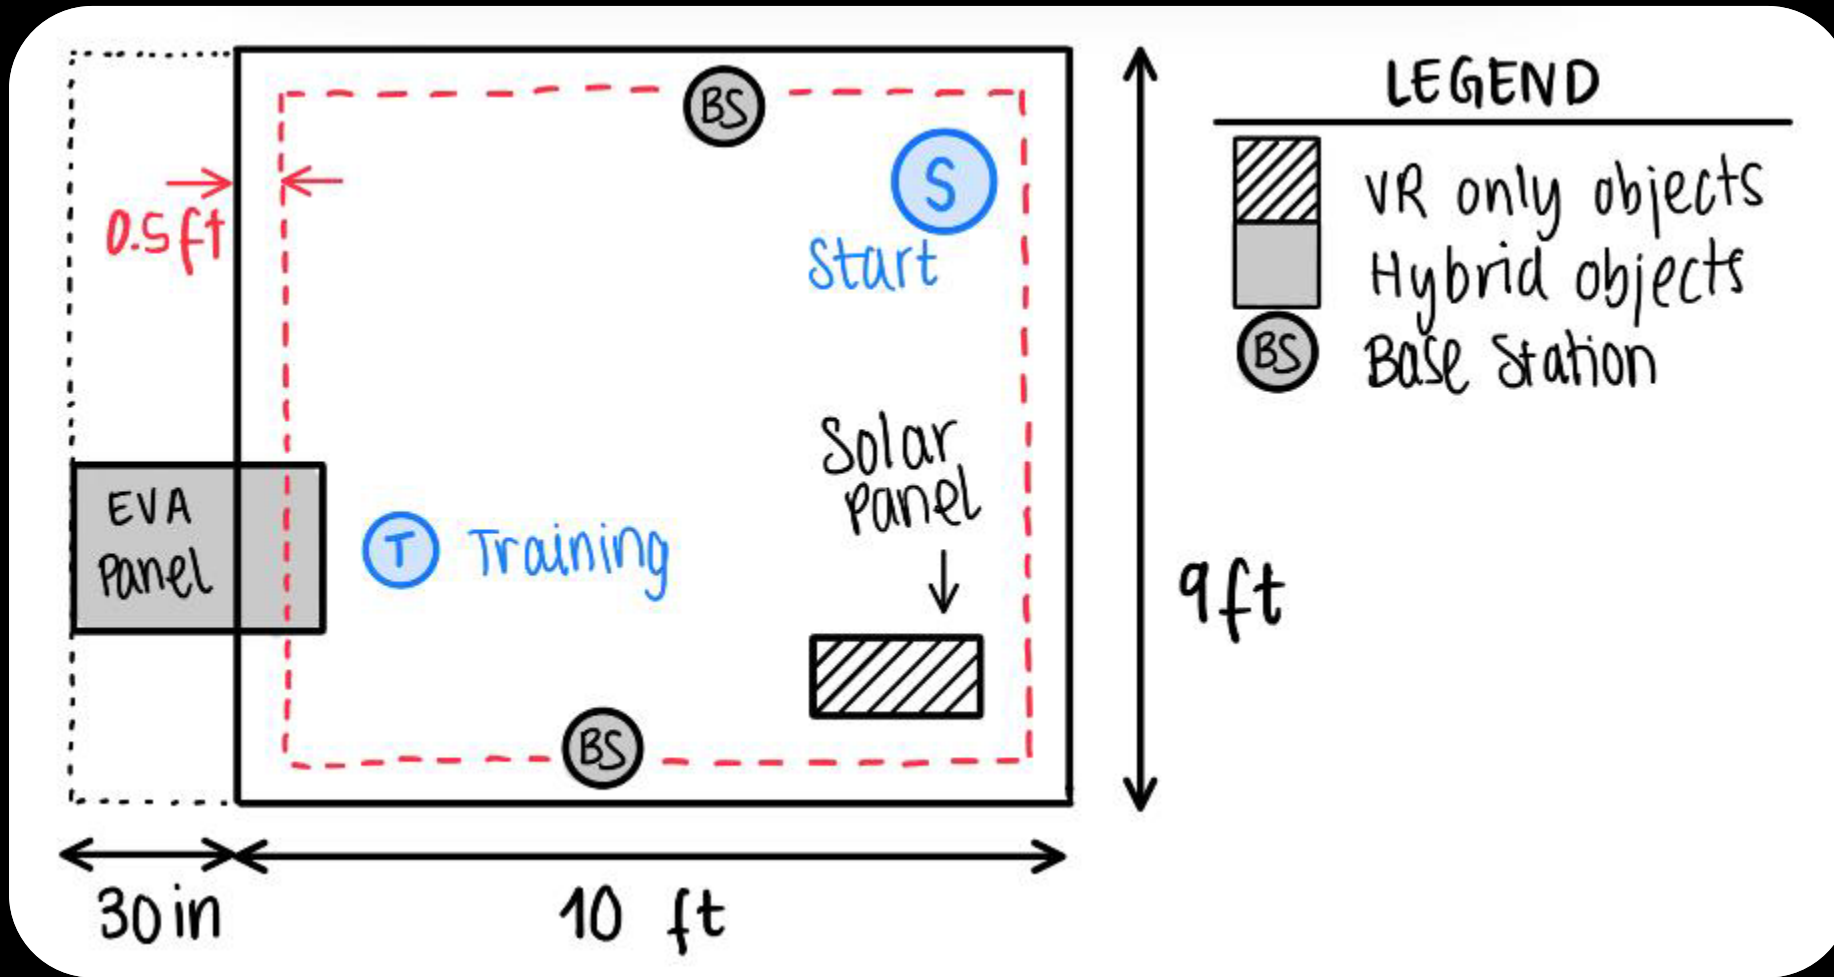 BS
S
Start
0.5ft
Solar
Panel
EVA
Panel
T Training
BS
9ft
30in
10 ft
LEGEND
VR only objects
Hybrid objects
BS Base Station